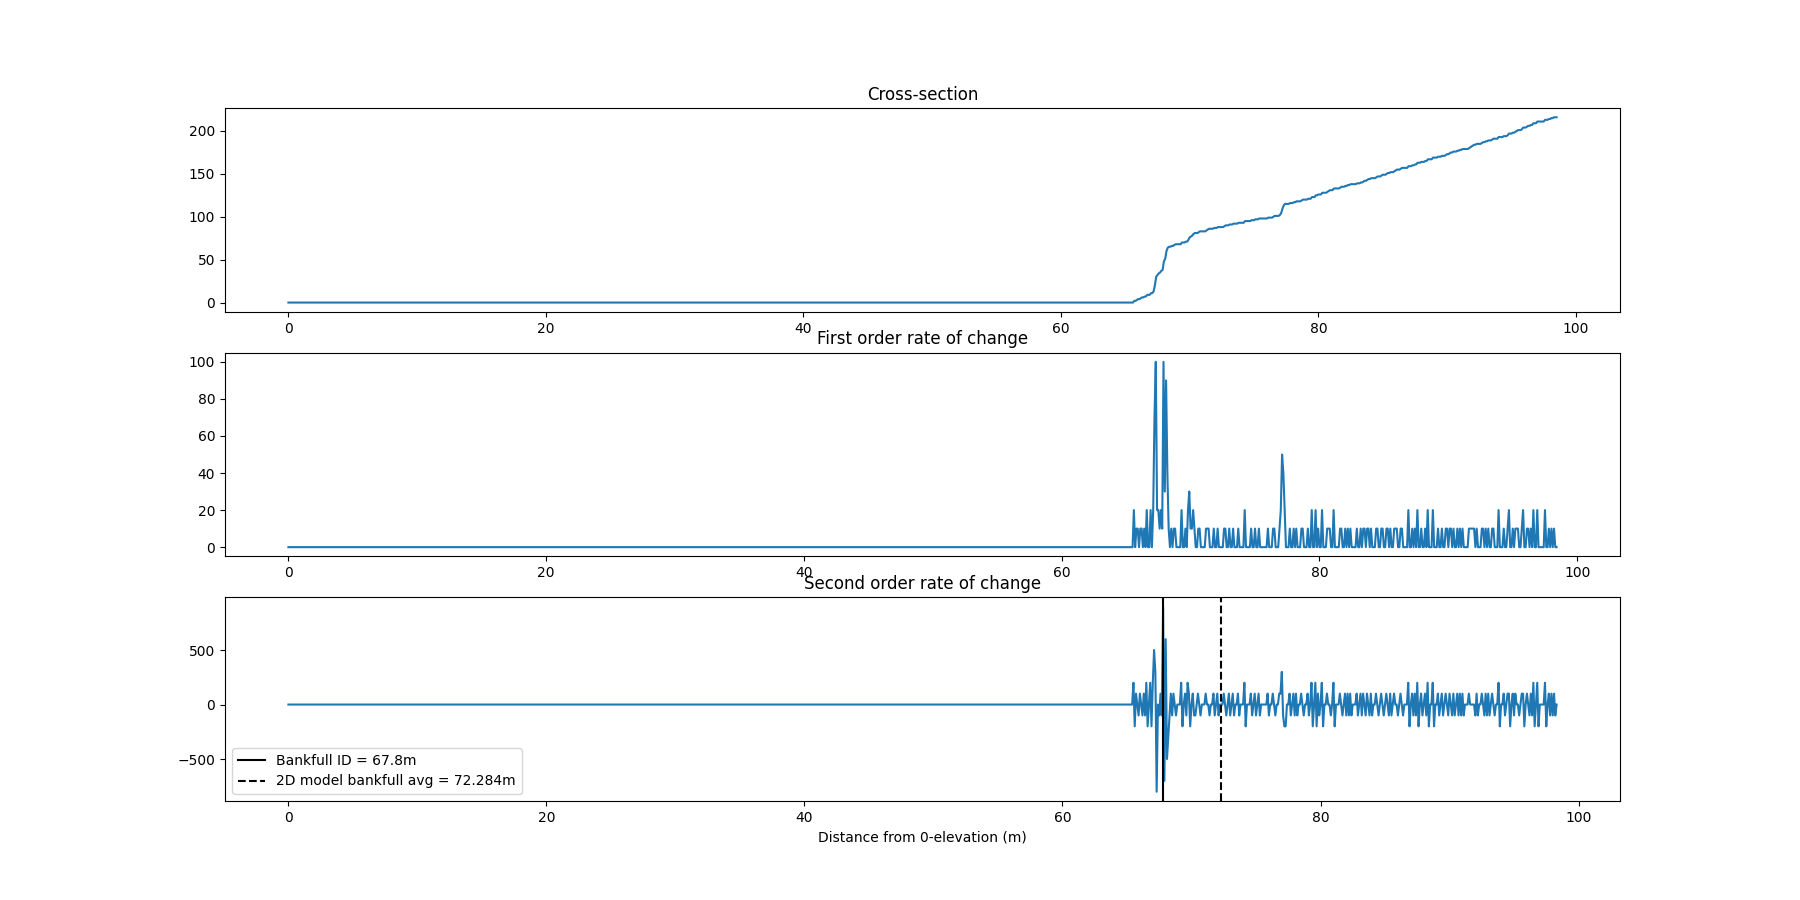 Cross-section
200
150
100
50
0
0 20 40 60 80 100
First order rate of change
100
80
60
40
20
0
0 20 40 60 80 100
Second order rate of change
500
0
−500
Bankfull ID = 67.8m
2D model bankfull avg = 72.284m
0 20 40 60 80 100
Distance from 0-elevation (m)